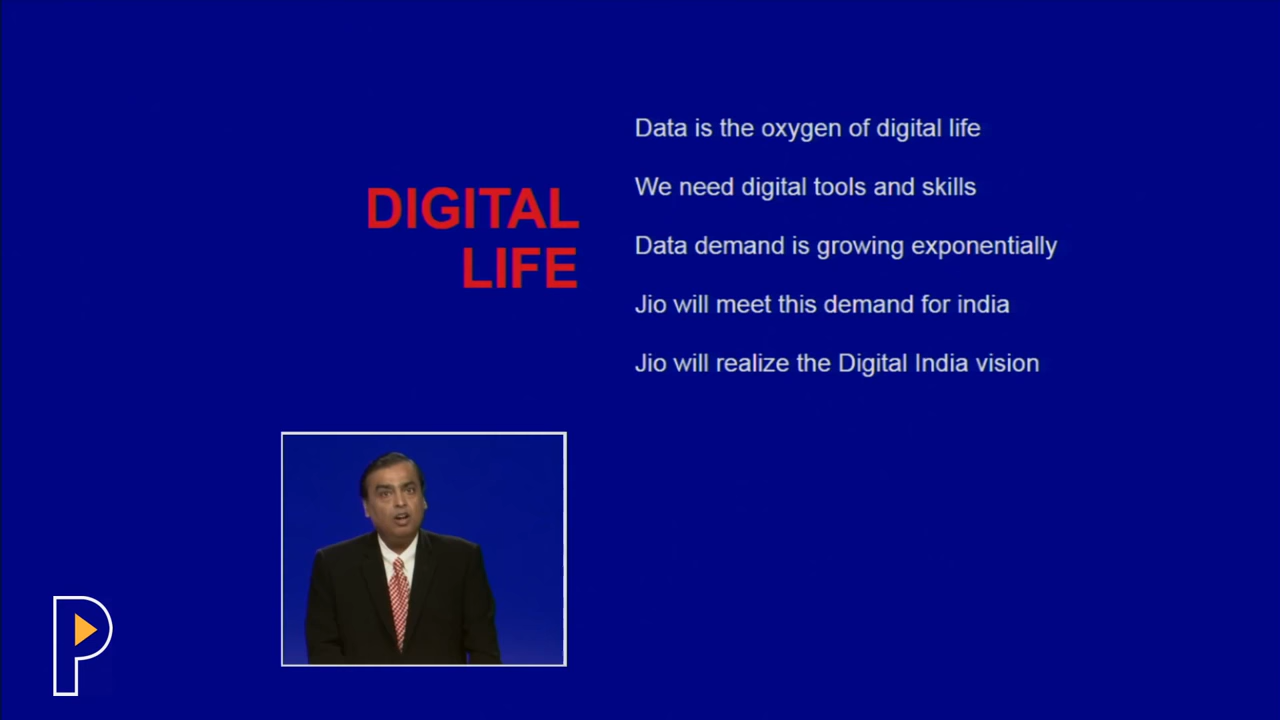 DIGITAL
LIFE
Data is the oxygen of digital life
We need digital tools and skills
Data demand is growing exponentially
Jio will meet this demand for india
Jio will realize the Digital India vision
P